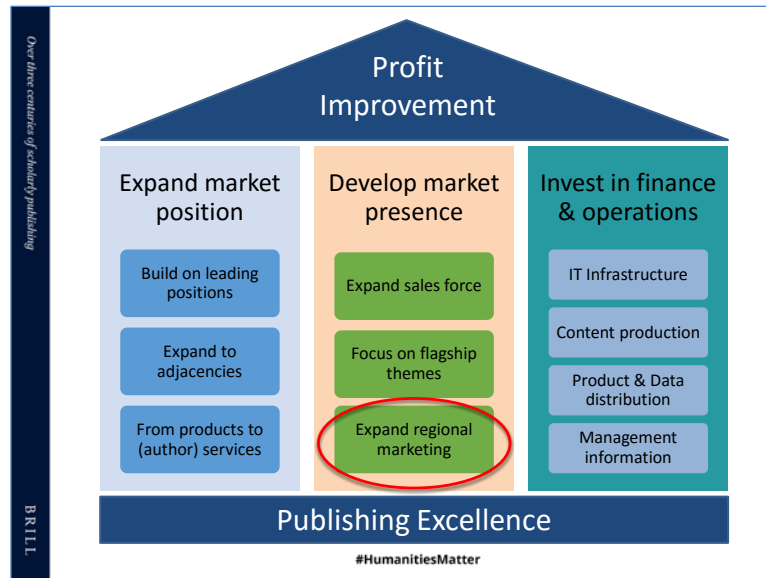 Over three centuries of scholarly publishing
BRILL
Profit
Improvement
Expand market
position
Build on leading
positions
Expand to
adjacencies
From products to
(author) services
Develop market
presence
Expand sales force
Focus on flagship
themes
Expand regional
marketing
Invest in finance
& operations
IT Infrastructure
Content production
Product & Data
distribution
Management
information
Publishing Excellence
#HumanitiesMatter